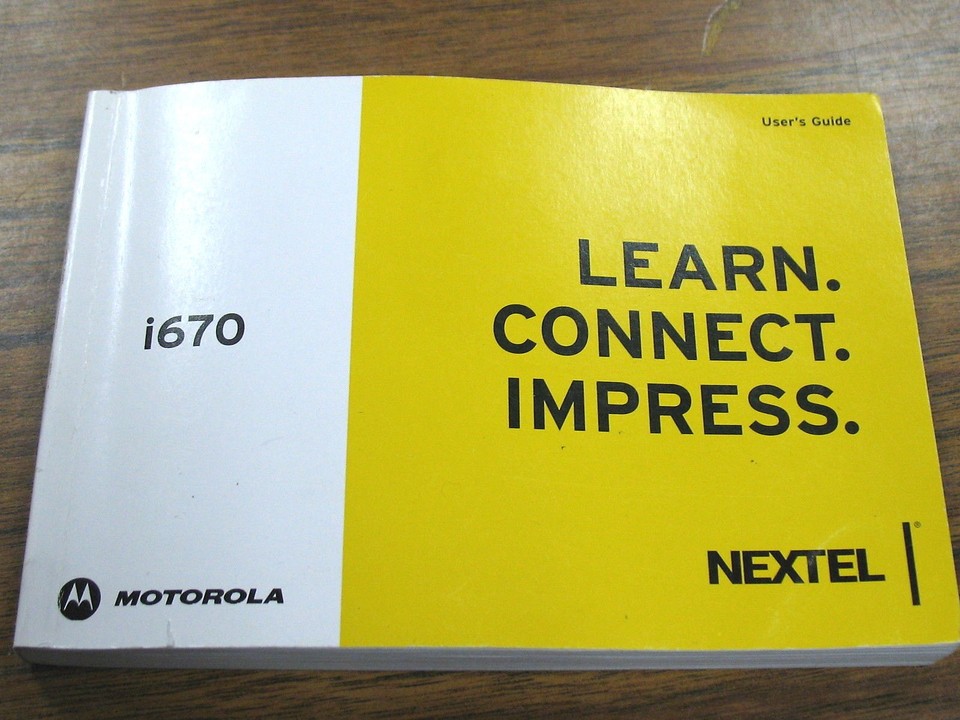 User's Guide
LEARN.
CONNECT.
IMPRESS.
i670
MOTOROLA
NEXTEL
®